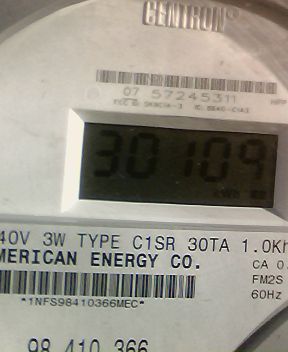 CENTRON®
07 57245311
30109
40V 3W TYPE C1SR 30TA 1.0Kh
MERICAN ENERGY CO.
CA 0.
FM2S
60Hz
*1NFS98410366MEC*
98 410 366